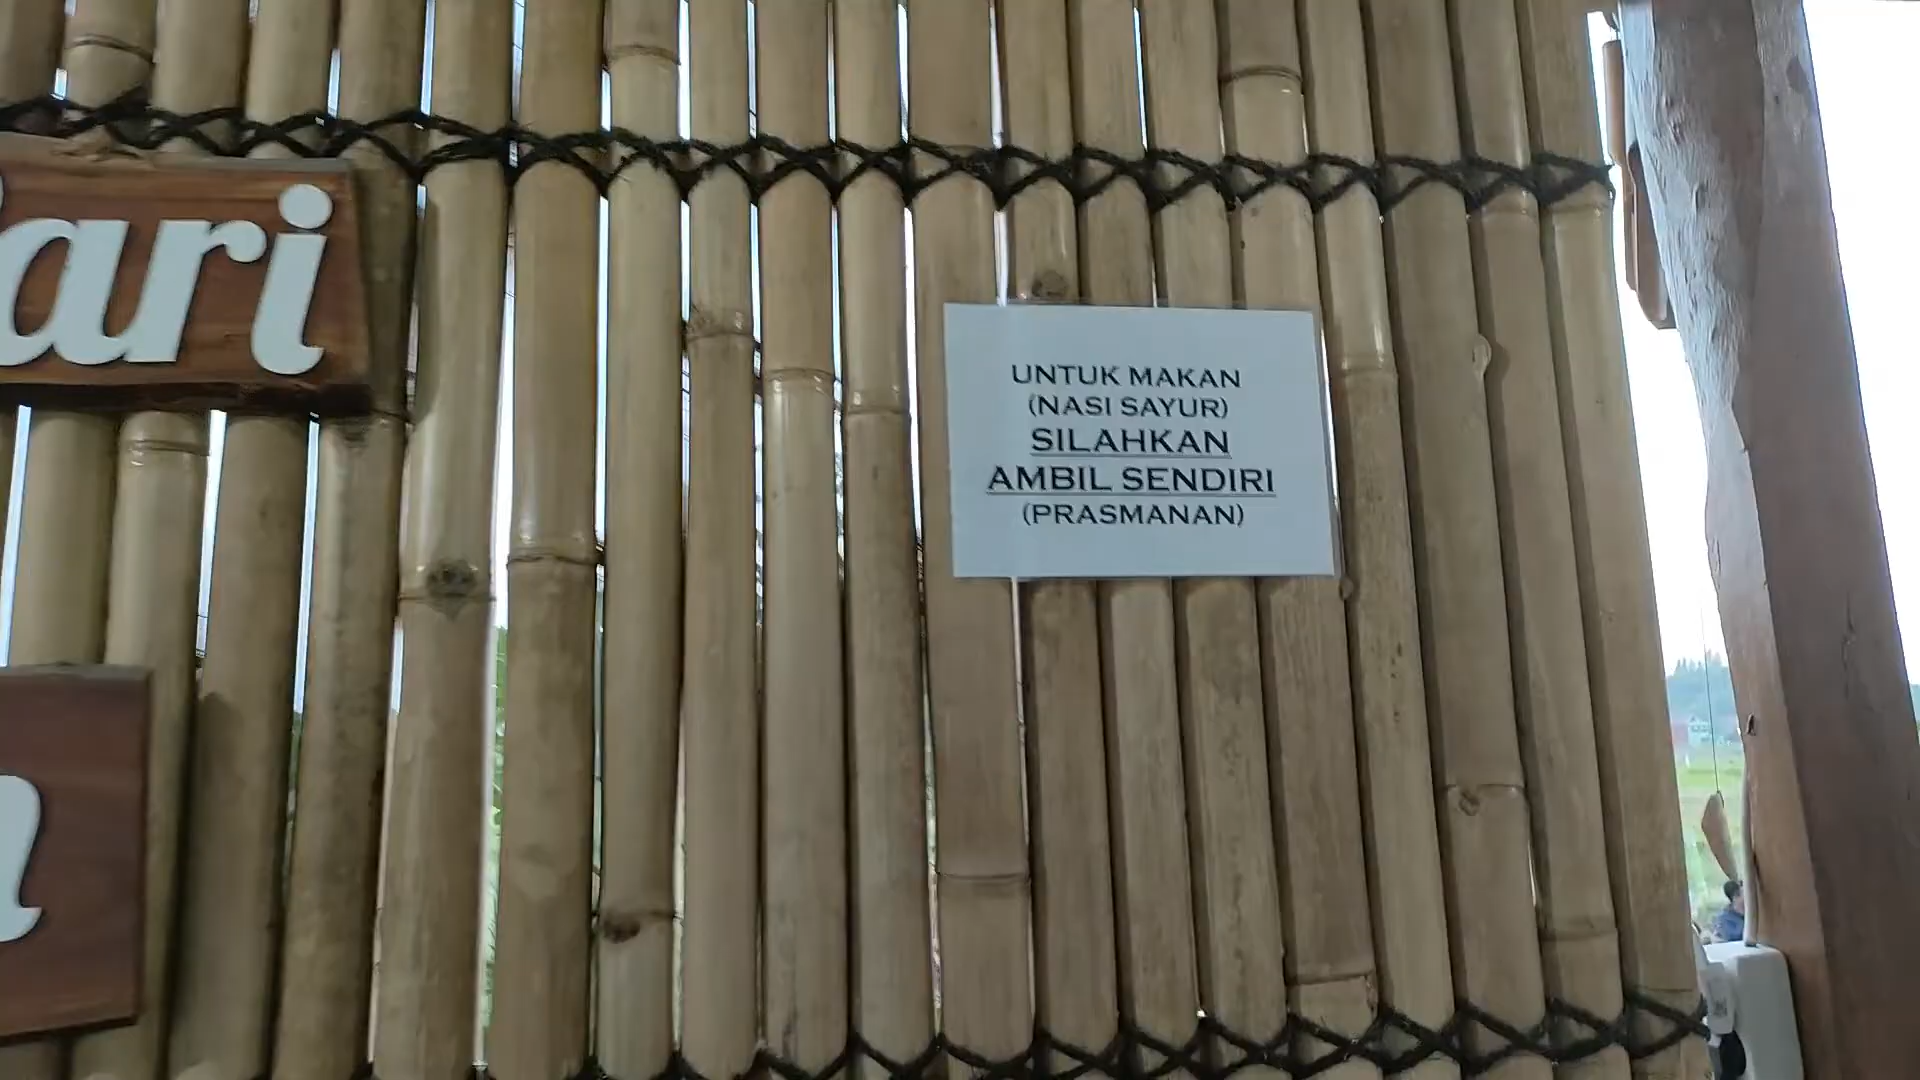 ari
UNTUK MAKAN
(NASI SAYUR)
SILAHKAN
AMBIL SENDIRI
(PRASMANAN)